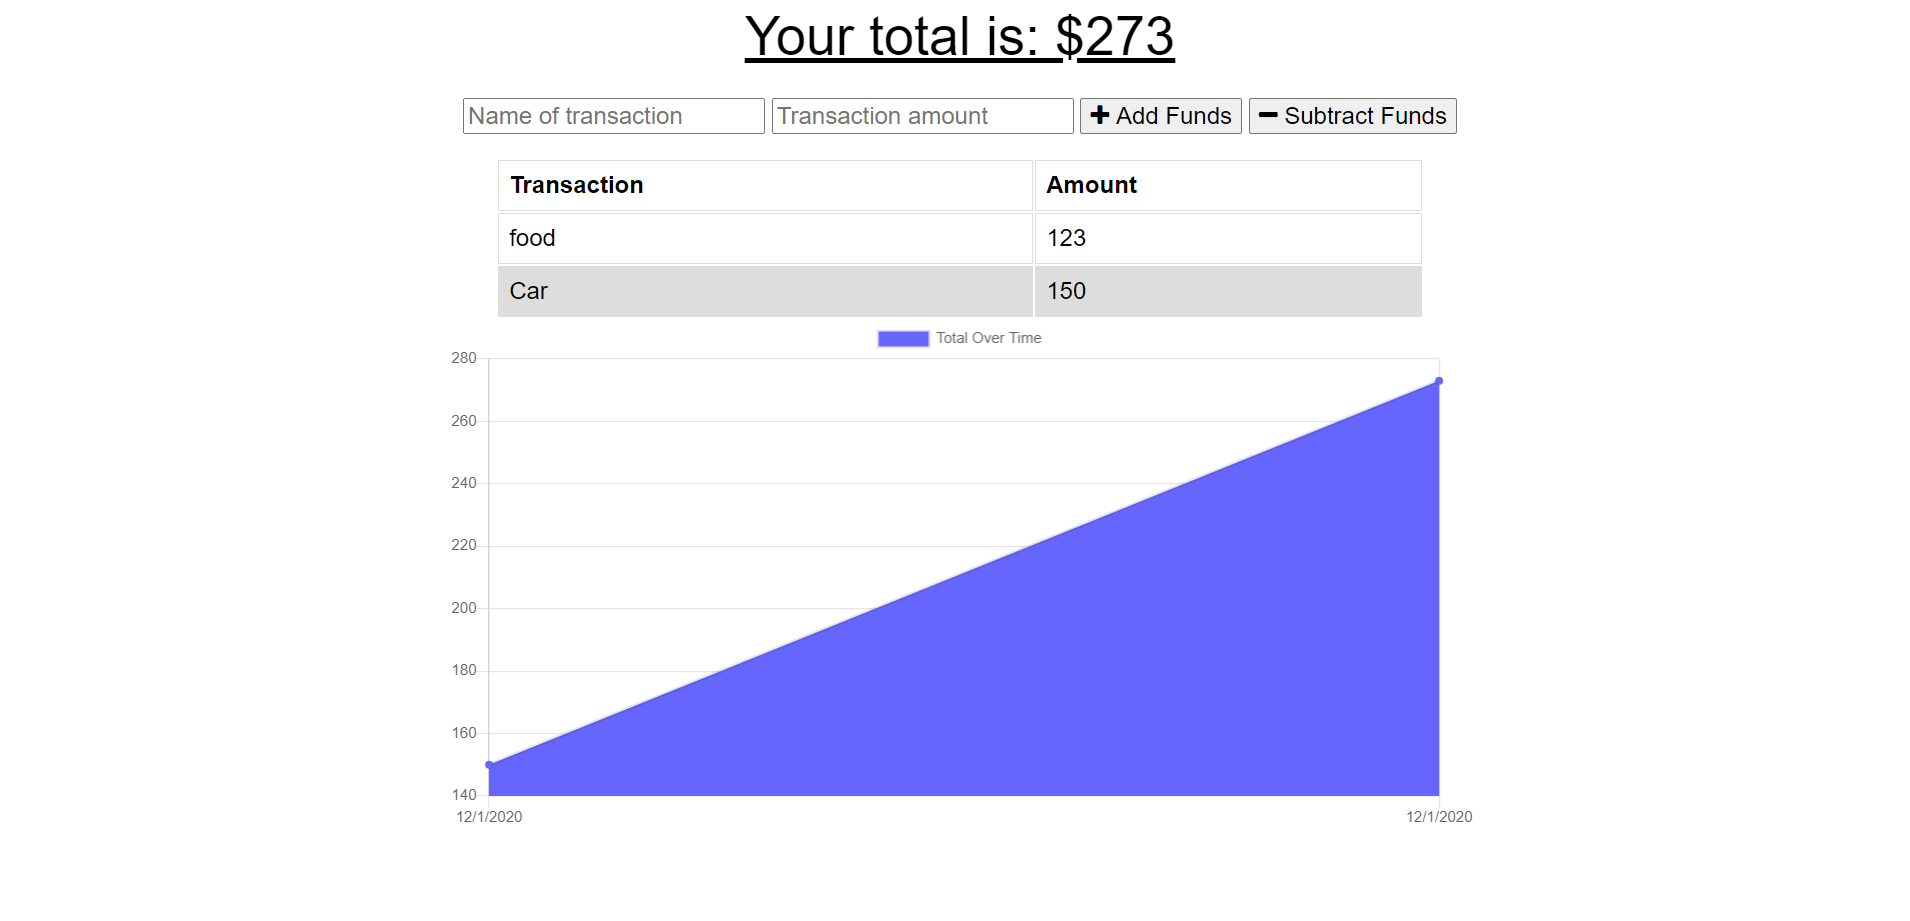 Your total is: $273
Name of transaction Transaction amount Add Funds Subtract Funds
Transaction Amount
food 123
Car 150
Total Over Time
280
260
240
220
200
180
160
140
12/1/2020 12/1/2020